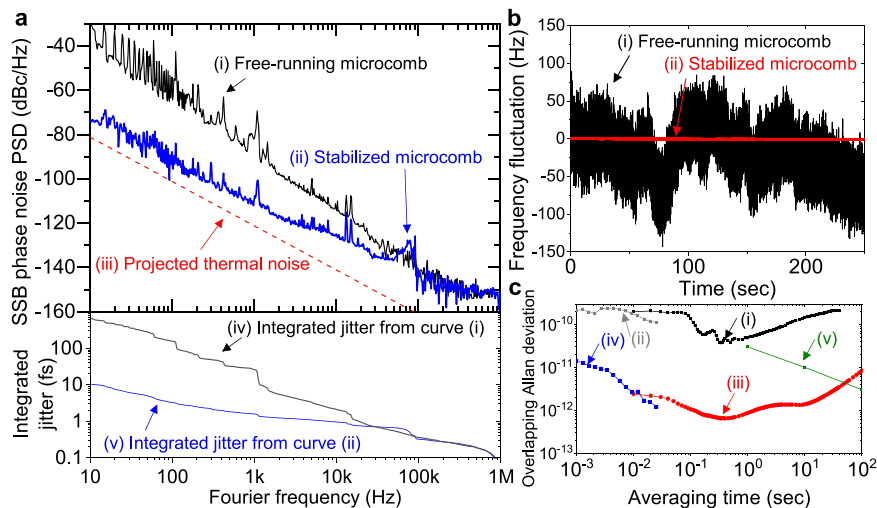 a
SSB phase noise PSD (dBc/Hz)
-40
-60
-80
-100
-120
-140
-160
(i) Free-running microcomb
(ii) Stabilized microcomb
(iii) Projected thermal noise
Integrated
jitter (fs)
100
10
1
0.1
(iv) Integrated jitter from curve (i)
(v) Integrated jitter from curve (ii)
10
100
1k
10k
100k
1M
Fourier frequency (Hz)
b
Frequency fluctuation (Hz)
150
100
50
0
-50
-100
-150
(i) Free-running microcomb
(ii) Stabilized microcomb
0
100
200
Time (sec)
c
Overlapping Allan deviation
10⁻¹⁰
10⁻¹¹
10⁻¹²
10⁻¹³
(i)
(ii)
(iii)
(iv)
(v)
10⁻³
10⁻²
10⁻¹
10⁰
10¹
10²
Averaging time (sec)